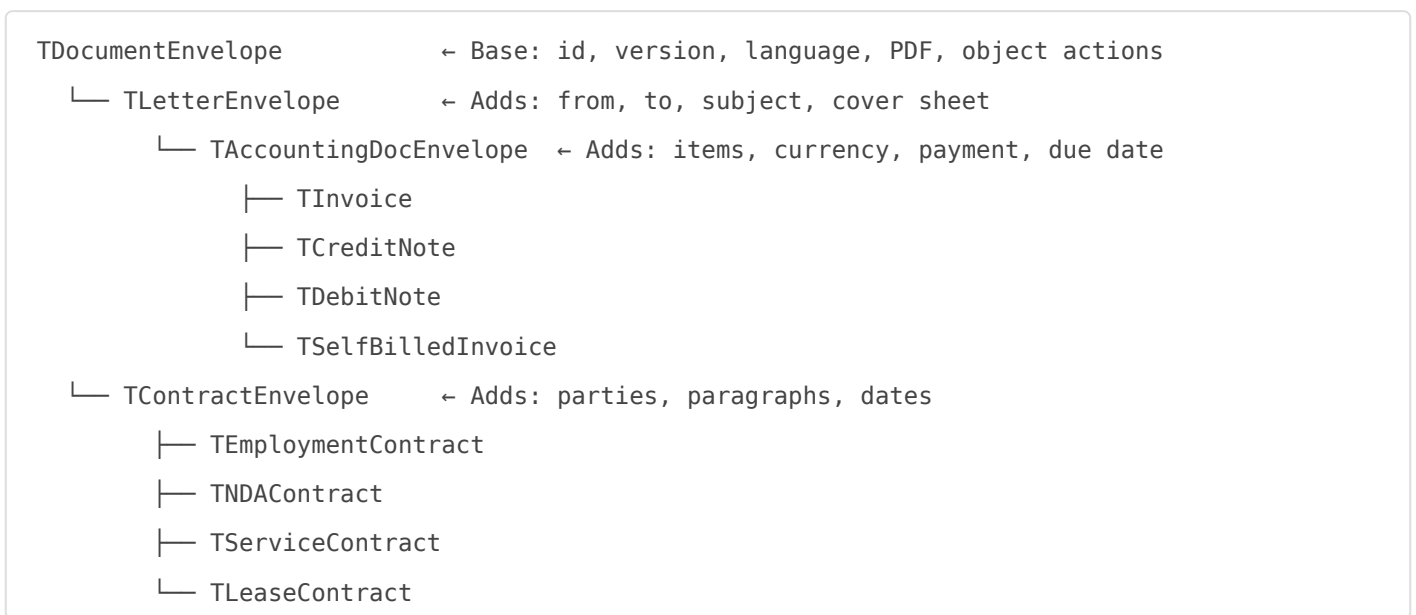 TDocumentEnvelope ← Base: id, version, language, PDF, object actions
└── TLetterEnvelope ← Adds: from, to, subject, cover sheet
└── TAccountingDocEnvelope ← Adds: items, currency, payment, due date
├── TInvoice
├── TCreditNote
├── TDebitNote
└── TSelfBilledInvoice
└── TContractEnvelope ← Adds: parties, paragraphs, dates
├── TEmploymentContract
├── TNDAContract
├── TServiceContract
└── TLeaseContract